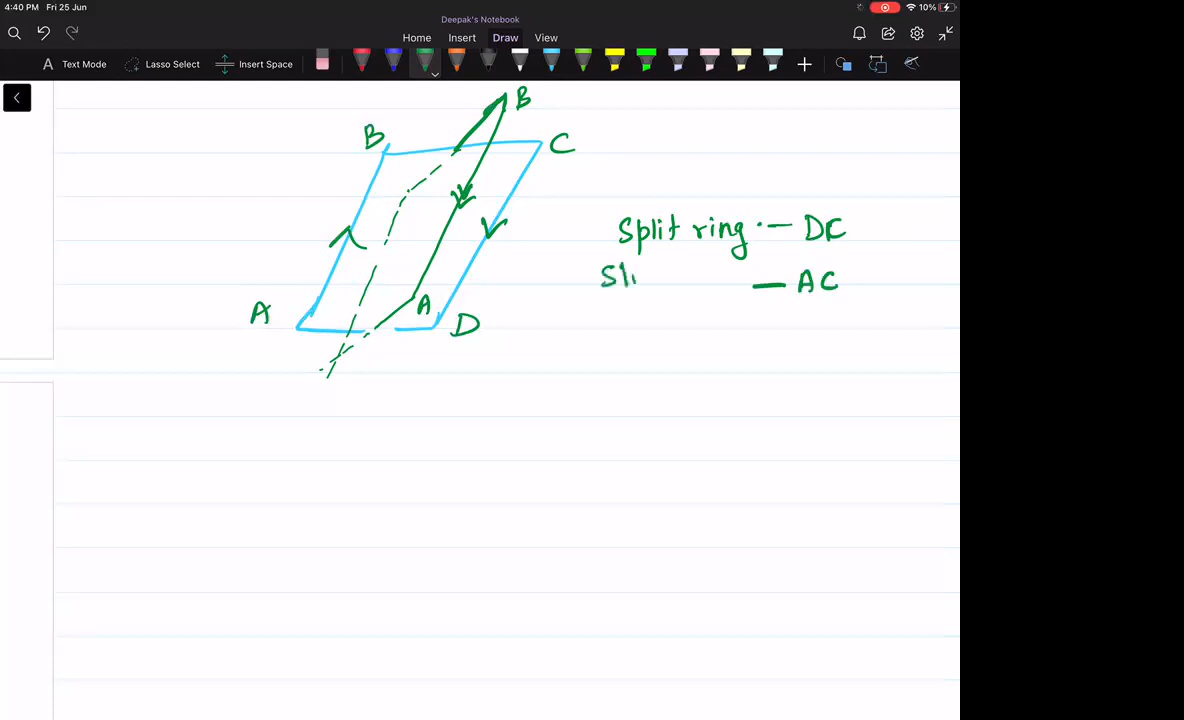 4:40 PM Fri 25 Jun
10%
Deepak's Notebook
Home Insert Draw View
Text Mode Lasso Select Insert Space
B
B
C
Split ring — DC
Sli — AC
A
A
D